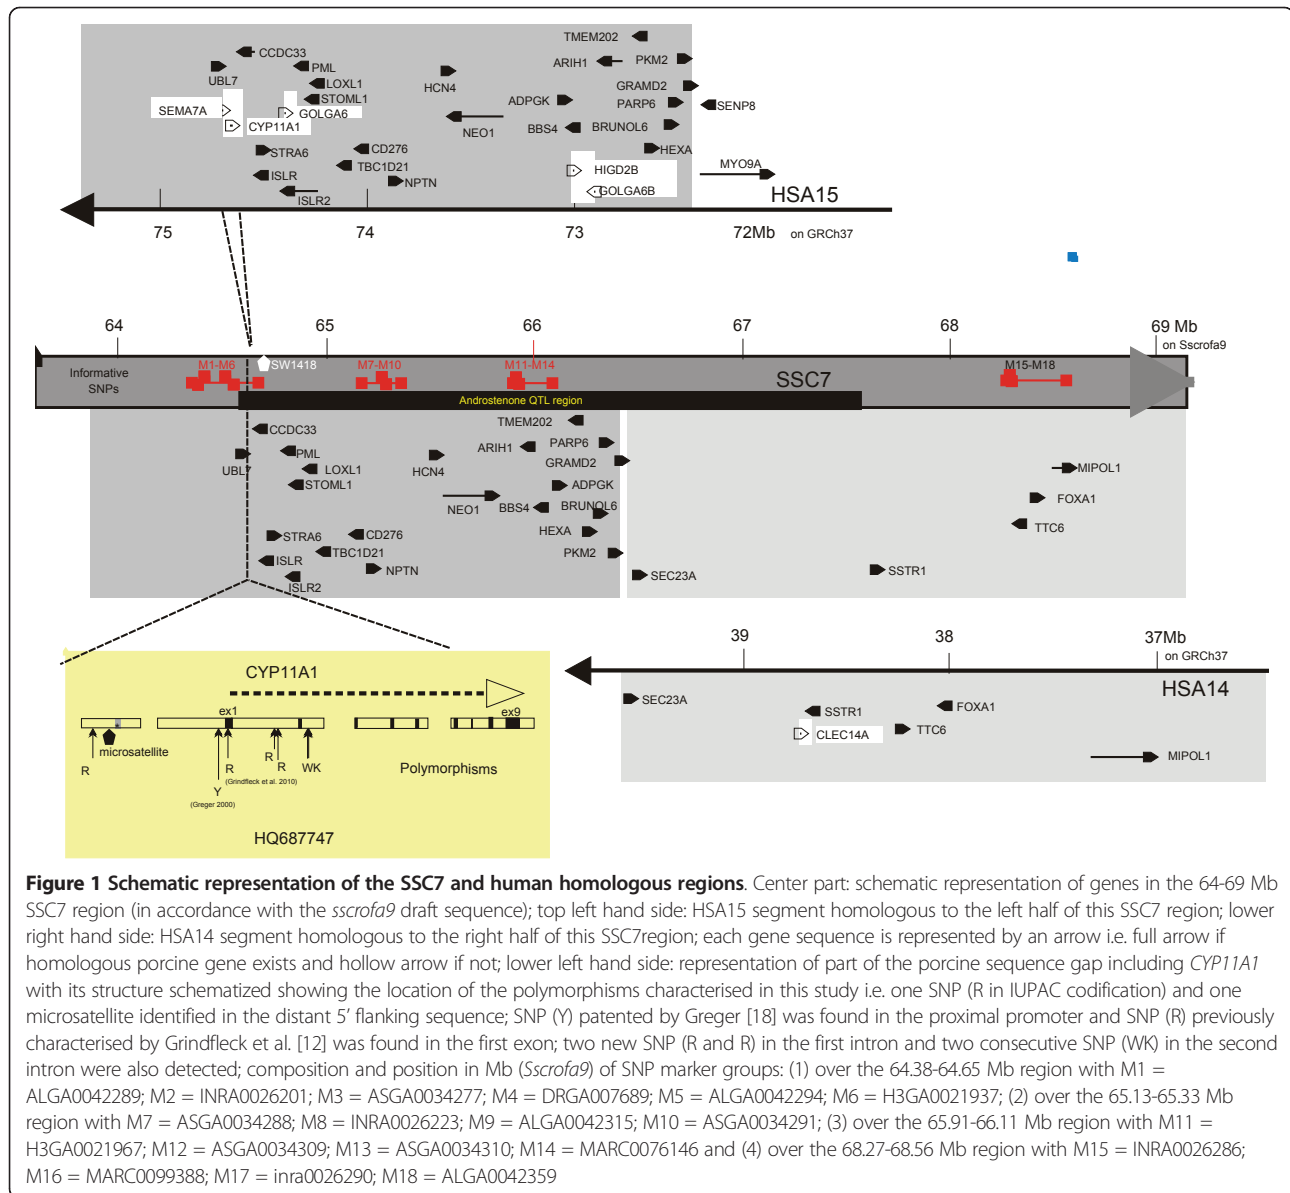 TMEM202
CCDC33
PML
ARIH1
PKM2
UBL7
LOXL1
HCN4
GRAMD2
STOML1
ADPGK
PARP6
SENP8
SEMA7A
GOLGA6
CYP11A1
NEO1
BBS4
BRUNOL6
STRA6
CD276
HEXA
TBC1D21
HIGD2B
MYO9A
ISLR
NPTN
GOLGA6B
ISLR2
HSA15
75
74
73
72Mb on GRCh37
64
65
66
67
68
69 Mb
on Sscrofa9
Informative
SNPs
M1-M6
SW1418
M7-M10
M11-M14
SSC7
M15-M18
Androstenone QTL region
TMEM202
CCDC33
ARIH1
PARP6
UBL7
PML
GRAMD2
LOXL1
HCN4
MIPOL1
STOML1
ADPGK
NEO1
BBS4
BRUNOL6
FOXA1
STRA6
CD276
HEXA
TTC6
TBC1D21
PKM2
ISLR
NPTN
SEC23A
SSTR1
ISLR2
39
38
37Mb
on GRCh37
HSA14
SEC23A
SSTR1
FOXA1
CLEC14A
TTC6
MIPOL1
CYP11A1
ex1
ex9
microsatellite
R
R
R
R
WK
Polymorphisms
(Grindfleck et al. 2010)
Y
(Greger 2000)
HQ687747
Figure 1 Schematic representation of the SSC7 and human homologous regions. Center part: schematic representation of genes in the 64-69 Mb
SSC7 region (in accordance with the sscrofa9 draft sequence); top left hand side: HSA15 segment homologous to the left half of this SSC7 region; lower
right hand side: HSA14 segment homologous to the right half of this SSC7region; each gene sequence is represented by an arrow i.e. full arrow if
homologous porcine gene exists and hollow arrow if not; lower left hand side: representation of part of the porcine sequence gap including CYP11A1
with its structure schematized showing the location of the polymorphisms characterised in this study i.e. one SNP (R in IUPAC codification) and one
microsatellite identified in the distant 5’ flanking sequence; SNP (Y) patented by Greger [18] was found in the proximal promoter and SNP (R) previously
characterised by Grindfleck et al. [12] was found in the first exon; two new SNP (R and R) in the first intron and two consecutive SNP (WK) in the second
intron were also detected; composition and position in Mb (Sscrofa9) of SNP marker groups: (1) over the 64.38-64.65 Mb region with M1 =
ALGA0042289; M2 = INRA0026201; M3 = ASGA0034277; M4 = DRGA007689; M5 = ALGA0042294; M6 = H3GA0021937; (2) over the 65.13-65.33 Mb
region with M7 = ASGA0034288; M8 = INRA0026223; M9 = ALGA0042315; M10 = ASGA0034291; (3) over the 65.91-66.11 Mb region with M11 =
H3GA0021967; M12 = ASGA0034309; M13 = ASGA0034310; M14 = MARC0076146 and (4) over the 68.27-68.56 Mb region with M15 = INRA0026286;
M16 = MARC0099388; M17 = inra0026290; M18 = ALGA0042359